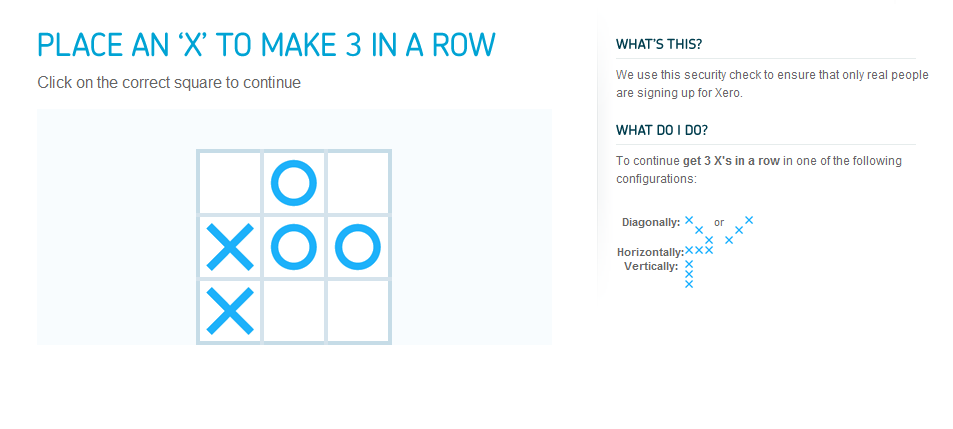 PLACE AN ‘X’ TO MAKE 3 IN A ROW
Click on the correct square to continue
O
X O O
X
WHAT'S THIS?
We use this security check to ensure that only real people
are signing up for Xero.
WHAT DO I DO?
To continue get 3 X's in a row in one of the following
configurations:
Diagonally: or
Horizontally:
Vertically: